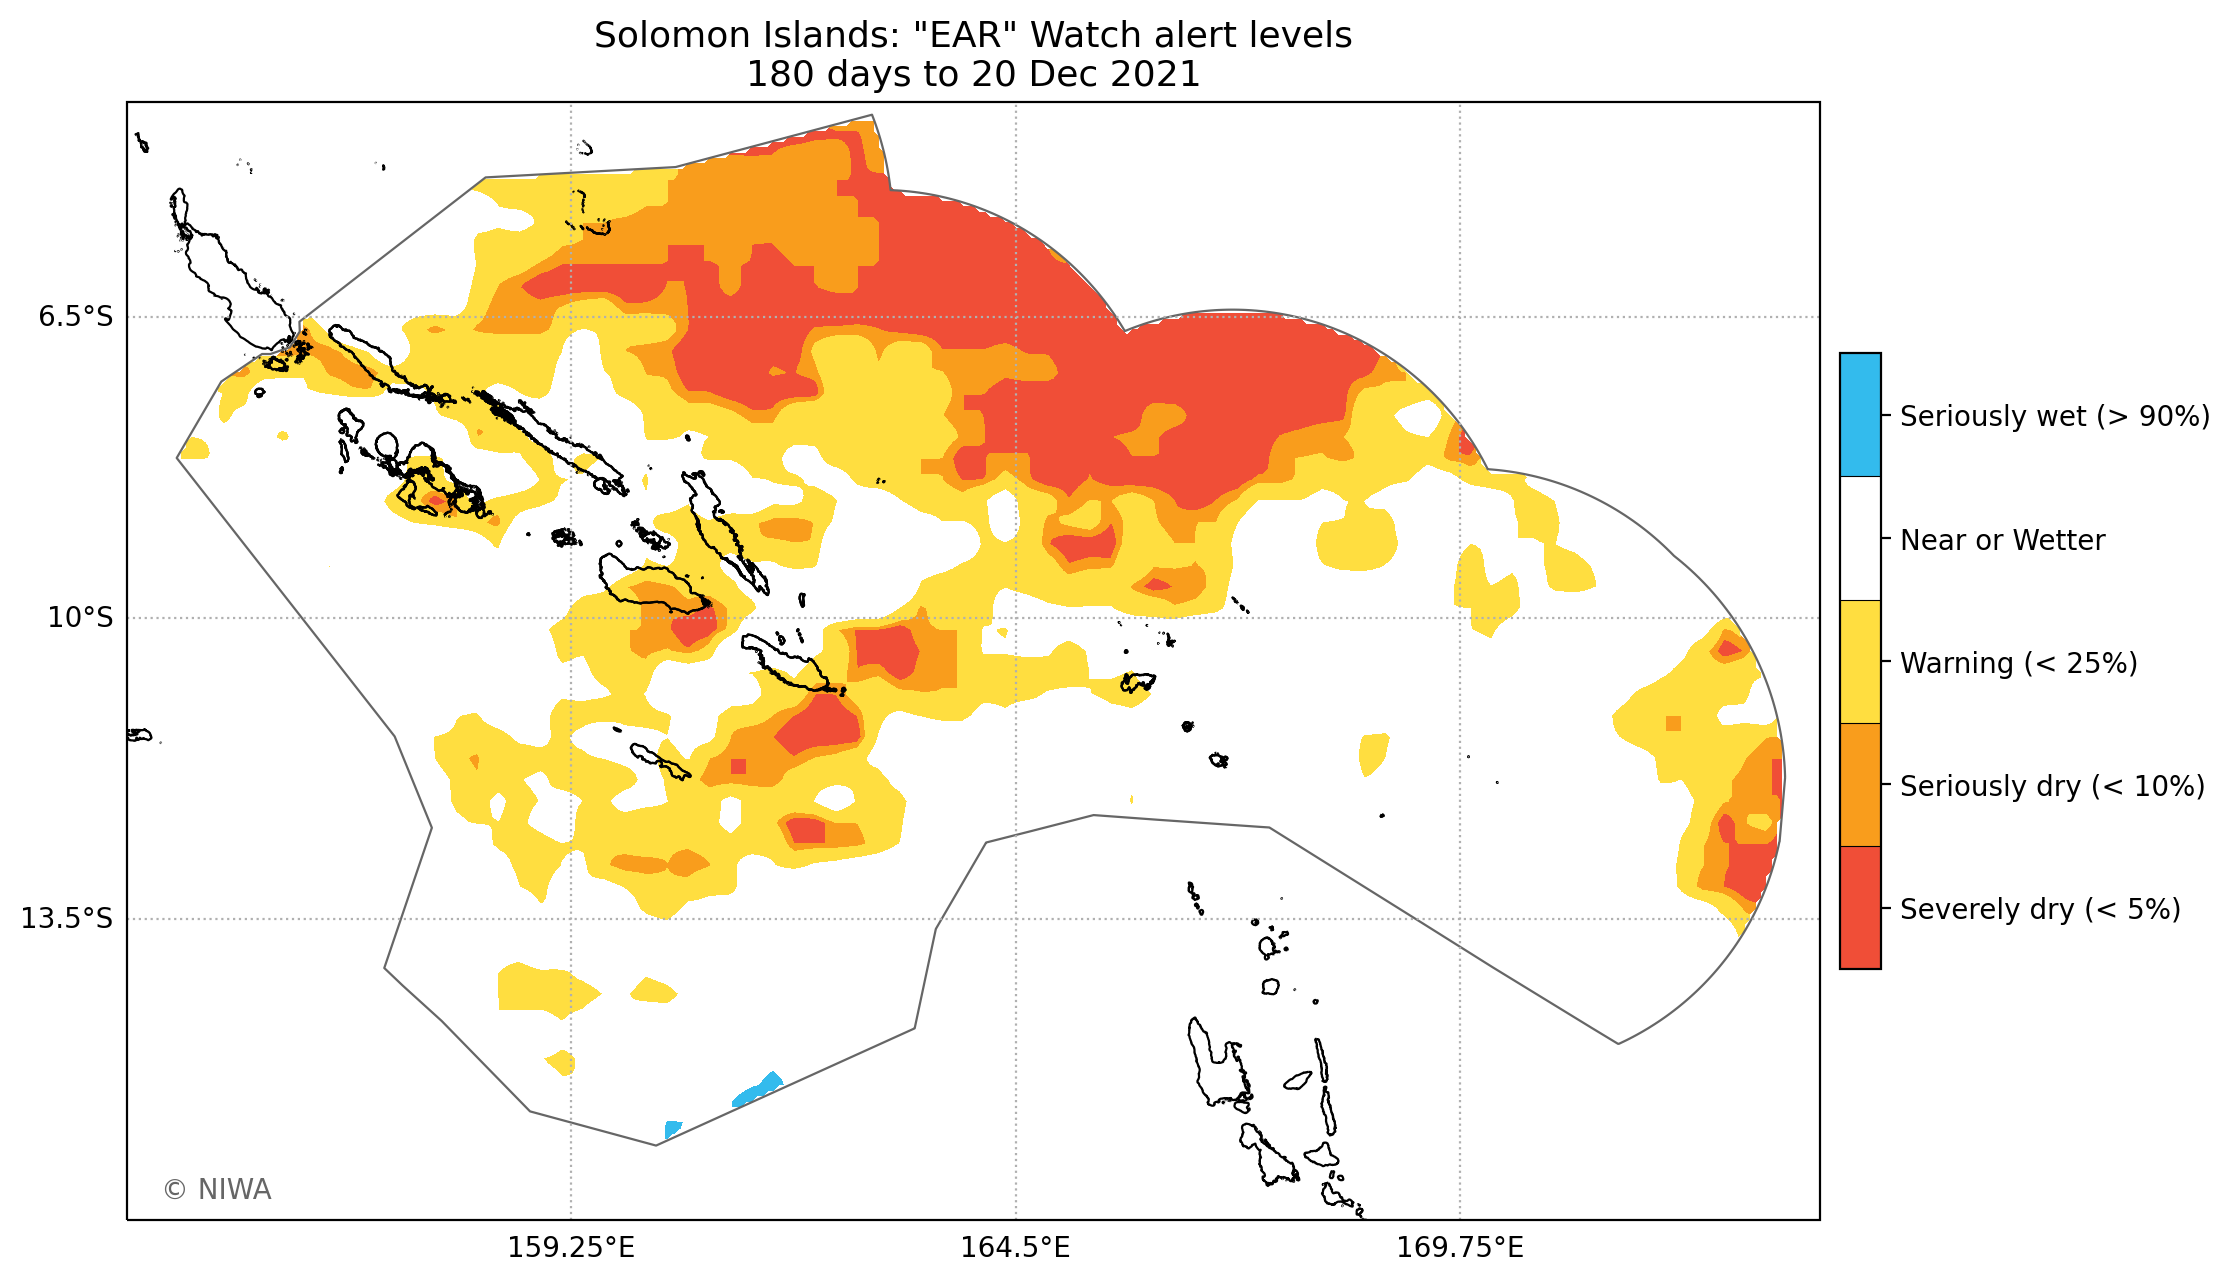 Solomon Islands: "EAR" Watch alert levels
180 days to 20 Dec 2021
6.5°S
10°S
13.5°S
159.25°E
164.5°E
169.75°E
Seriously wet (> 90%)
Near or Wetter
Warning (< 25%)
Seriously dry (< 10%)
Severely dry (< 5%)
© NIWA